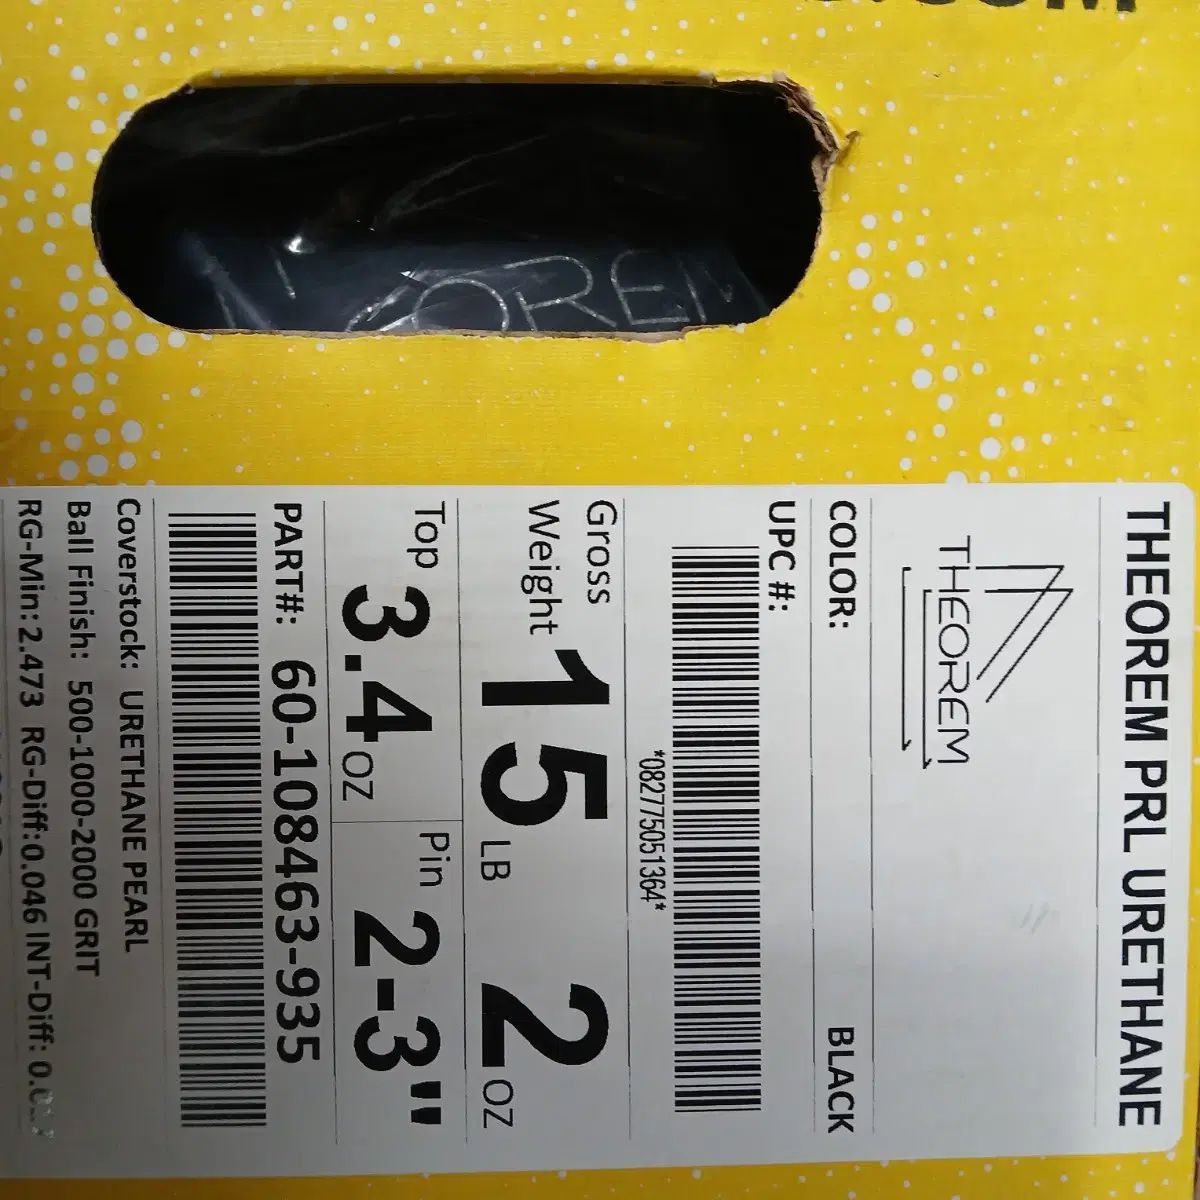 THEOREM
THEOREM PRL URETHANE
THEOREM
COLOR: BLACK
UPC #:
*082775051364*
Gross Weight 15 LB 2 OZ
Top 3.4 OZ Pin 2-3"
PART#: 60-108463-935
Coverstock: URETHANE PEARL
Ball Finish: 500-1000-2000 GRIT
RG-Min:2.473 RG-Diff:0.046 INT-Diff: